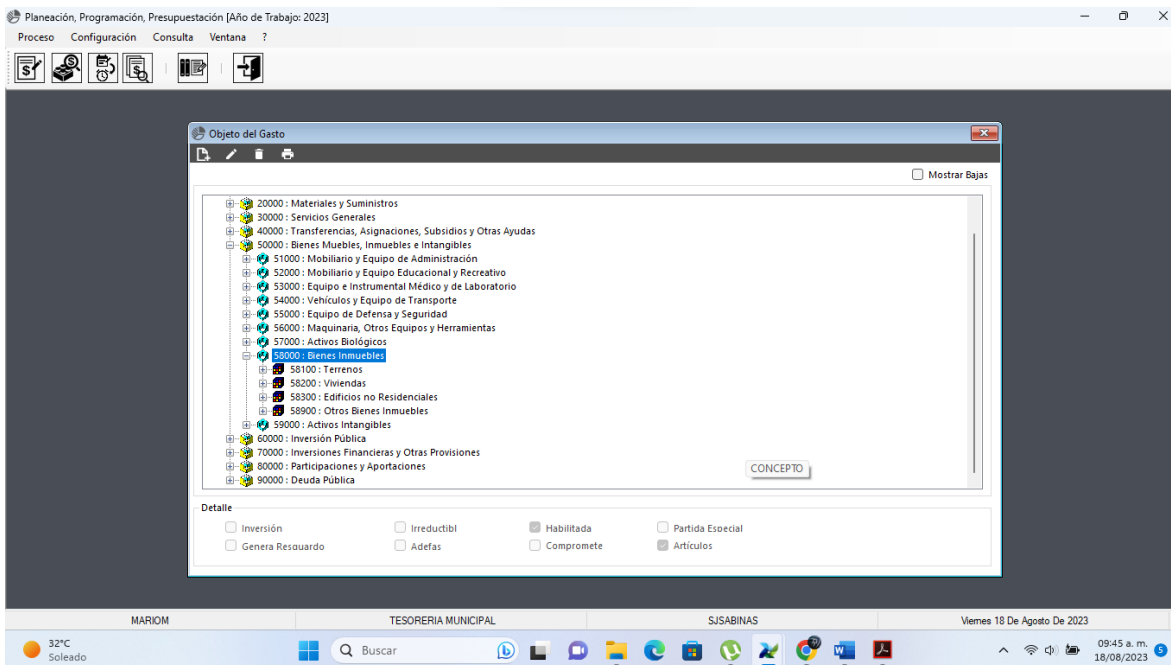 Planeación, Programación, Presupuestación [Año de Trabajo: 2023]
Proceso Configuración Consulta Ventana ?
Objeto del Gasto
Mostrar Bajas
20000 : Materiales y Suministros
30000 : Servicios Generales
40000 : Transferencias, Asignaciones, Subsidios y Otras Ayudas
50000 : Bienes Muebles, Inmuebles e Intangibles
51000 : Mobiliario y Equipo de Administración
52000 : Mobiliario y Equipo Educacional y Recreativo
53000 : Equipo e Instrumental Médico y de Laboratorio
54000 : Vehículos y Equipo de Transporte
55000 : Equipo de Defensa y Seguridad
56000 : Maquinaria, Otros Equipos y Herramientas
57000 : Activos Biológicos
58000 : Bienes Inmuebles
58100 : Terrenos
58200 : Viviendas
58300 : Edificios no Residenciales
58900 : Otros Bienes Inmuebles
59000 : Activos Intangibles
60000 : Inversión Pública
70000 : Inversiones Financieras y Otras Provisiones
80000 : Participaciones y Aportaciones
90000 : Deuda Pública
CONCEPTO
Detalle
Inversión Irreductibl Habilitada Partida Especial
Genera Resguardo Adefas Compromete Artículos
MARIOM TESORERIA MUNICIPAL SJSABINAS Viernes 18 De Agosto De 2023
32°C
Soleado
Buscar
09:45 a. m.
18/08/2023
5